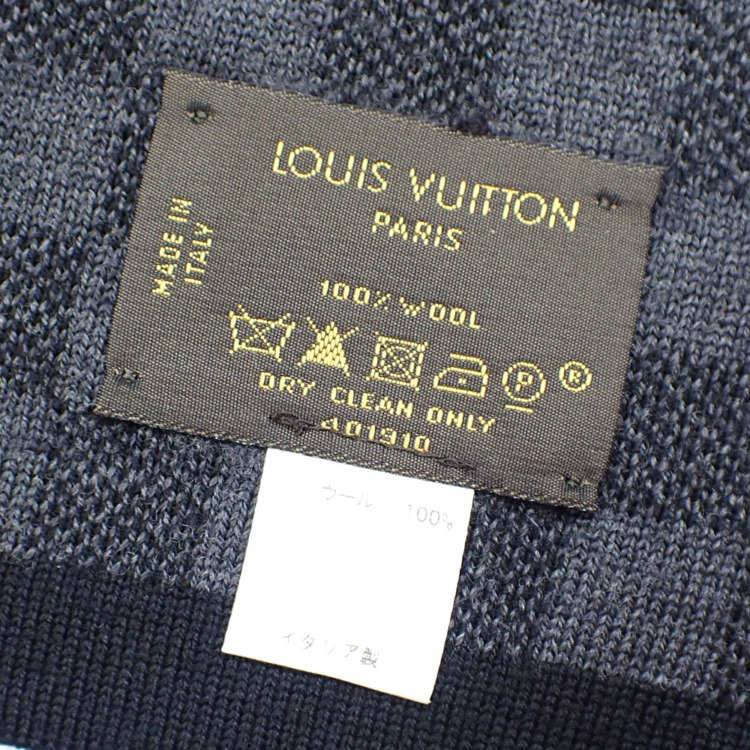 LOUIS VUITTON
PARIS
MADE IN
ITALY
100% WOOL
P ®
DRY CLEAN ONLY
401910
ウール 100%
イタリア製